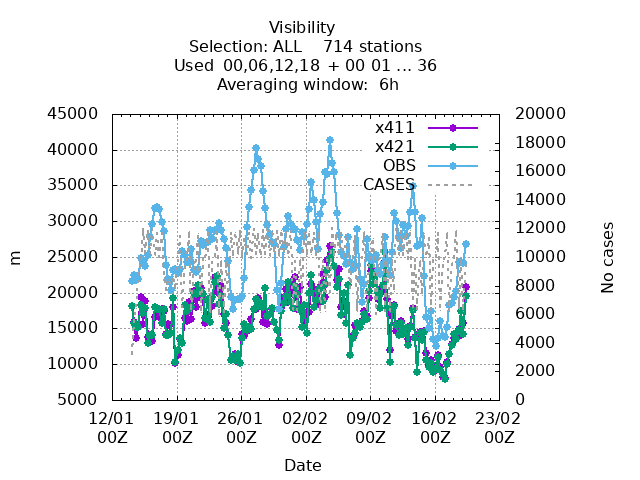 Visibility
Selection: ALL 714 stations
Used 00,06,12,18 + 00 01 ... 36
Averaging window: 6h
45000
40000
35000
30000
25000
20000
15000
10000
5000
m
20000
18000
16000
14000
12000
10000
8000
6000
4000
2000
0
No cases
x411
x421
OBS
CASES
12/01 19/01 26/01 02/02 09/02 16/02 23/02
00Z 00Z 00Z 00Z 00Z 00Z 00Z
Date